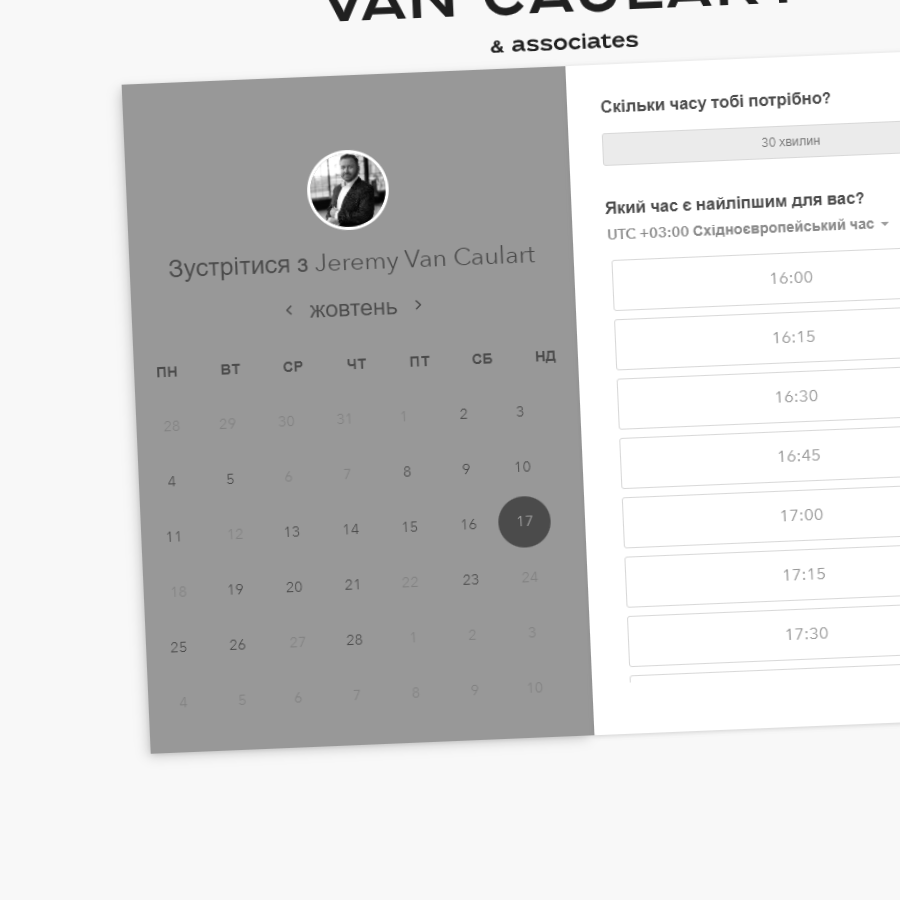 VAN CAULART
& associates
Зустрітися з Jeremy Van Caulart
жовтень
ПН ВТ СР ЧТ ПТ СБ НД
28 29 30 31 1 2 3
4 5 6 7 8 9 10
11 12 13 14 15 16 17
18 19 20 21 22 23 24
25 26 27 28 1 2 3
4 5 6 7 8 9 10
Скільки часу тобі потрібно?
30 хвилин
Який час є найліпшим для вас?
UTC +03:00 Східноєвропейський час
16:00
16:15
16:30
16:45
17:00
17:15
17:30